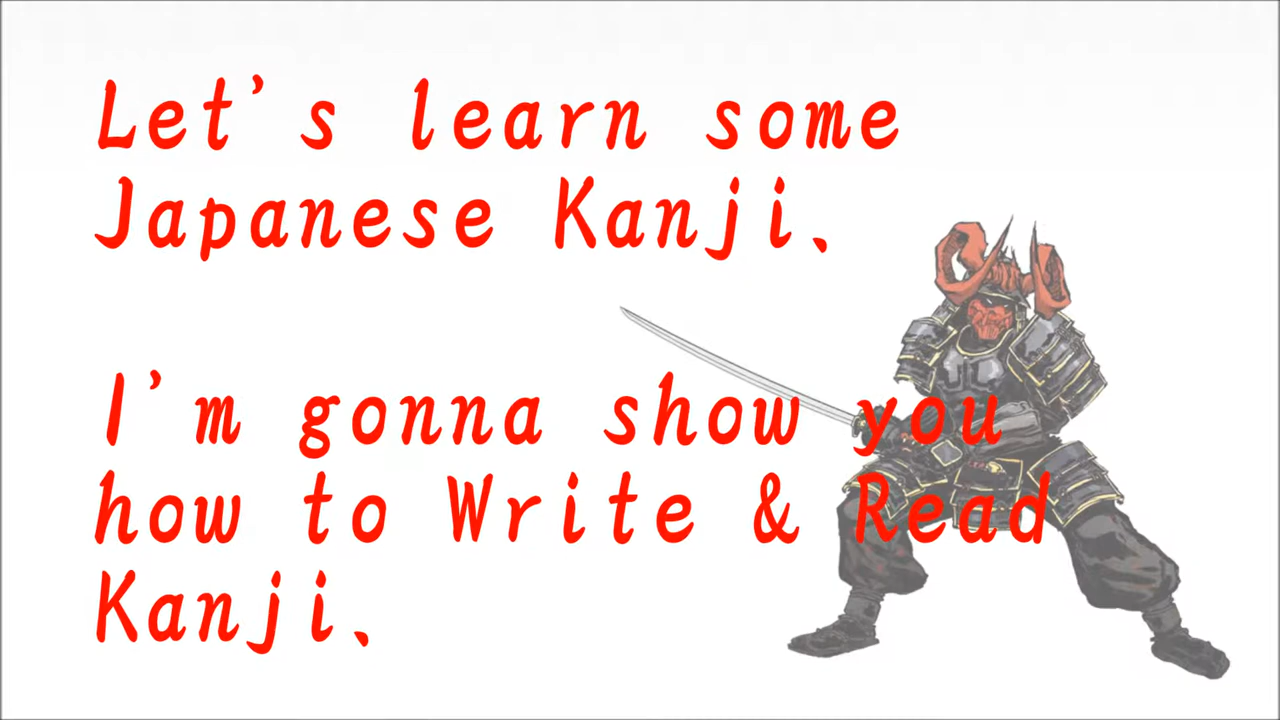 Let's learn some
Japanese Kanji、
I'm gonna show you
how to Write & Read
Kanji、